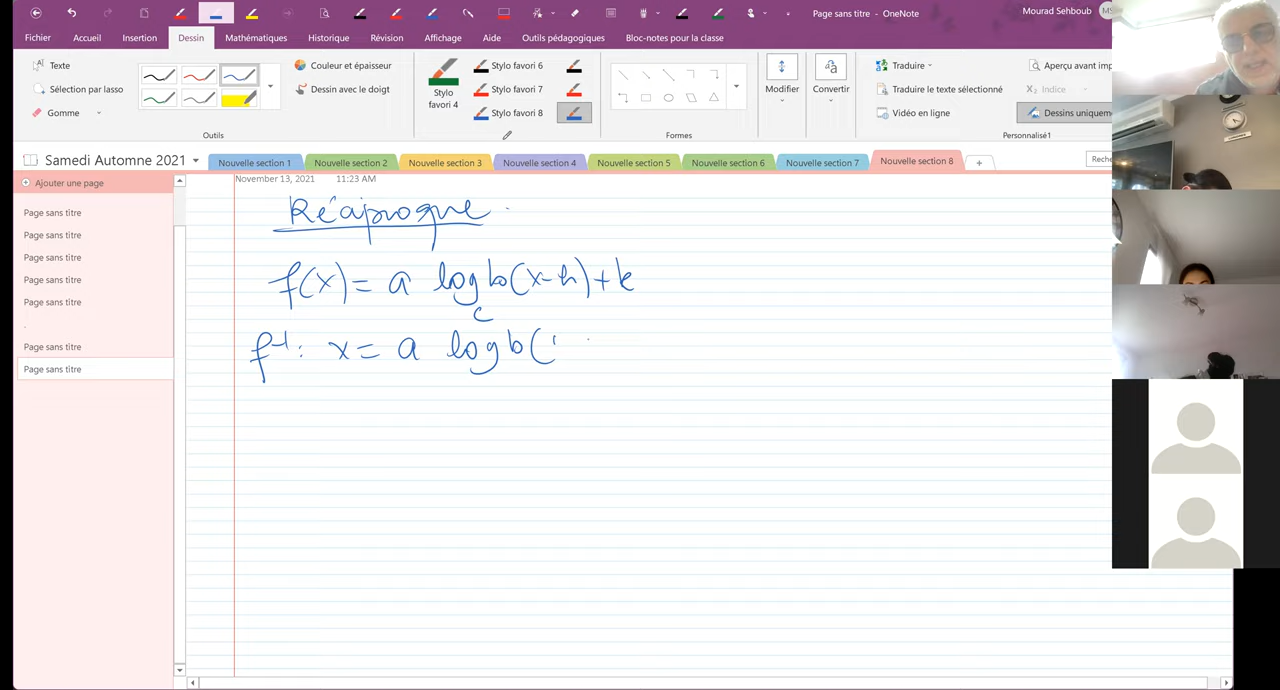 Page sans titre - OneNote
Mourad Sehboub
MS
Fichier
Accueil
Insertion
Dessin
Mathématiques
Historique
Révision
Affichage
Aide
Outils pédagogiques
Bloc-notes pour la classe
Texte
Sélection par lasso
Gomme
Outils
Couleur et épaisseur
Dessin avec le doigt
Stylo favori 4
Stylo favori 6
Stylo favori 7
Stylo favori 8
Formes
Modifier
Convertir
Traduire
Traduire le texte sélectionné
Vidéo en ligne
Aperçu avant imp
Indice
Dessins uniqueme
Personnalisé1
Samedi Automne 2021
Nouvelle section 1
Nouvelle section 2
Nouvelle section 3
Nouvelle section 4
Nouvelle section 5
Nouvelle section 6
Nouvelle section 7
Nouvelle section 8
Reche
Ajouter une page
Page sans titre
Page sans titre
Page sans titre
Page sans titre
Page sans titre
.
Page sans titre
Page sans titre
November 13, 2021 11:23 AM
Réciproque
f(x) = a log b(x-h)+k
c
f⁻¹: x = a log b(